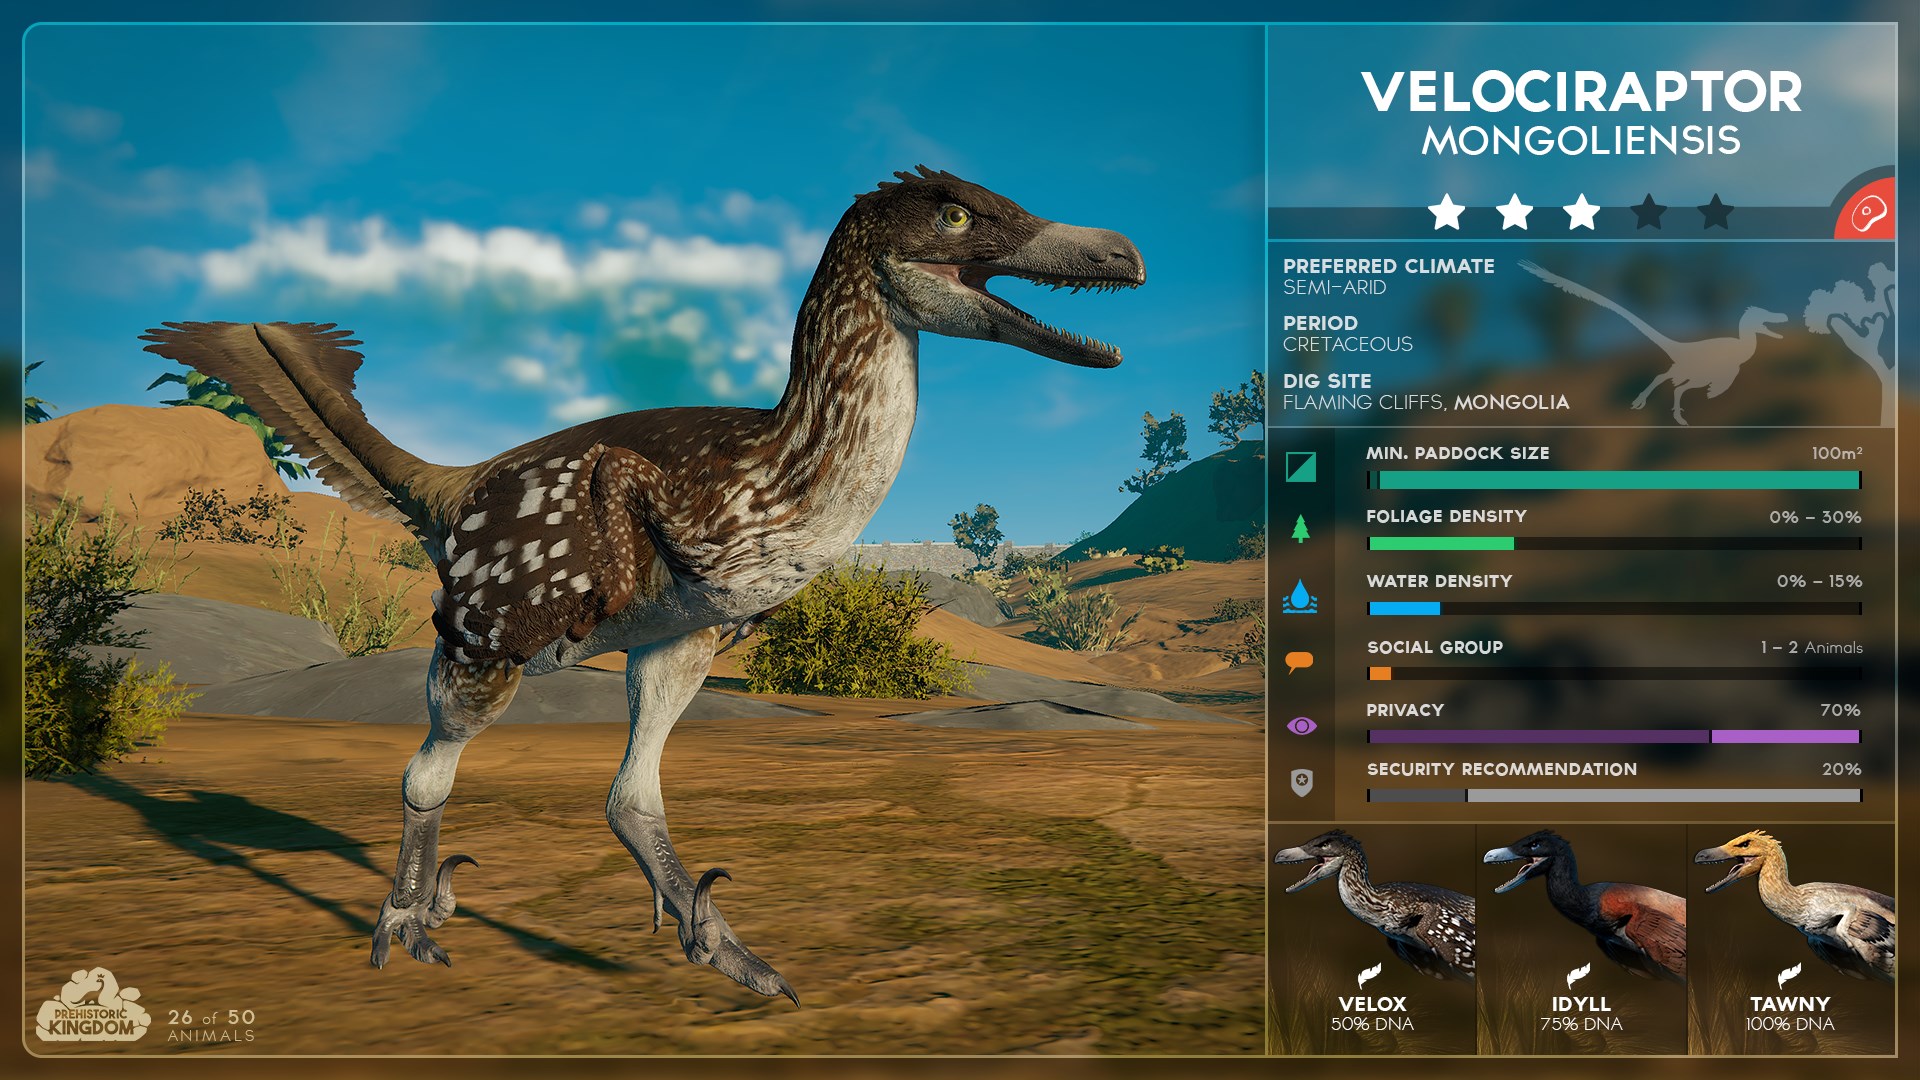 VELOCIRAPTOR
MONGOLIENSIS
PREFERRED CLIMATE
SEMI-ARID
PERIOD
CRETACEOUS
DIG SITE
FLAMING CLIFFS, MONGOLIA
MIN. PADDOCK SIZE 100m²
FOLIAGE DENSITY 0% - 30%
WATER DENSITY 0% - 15%
SOCIAL GROUP 1 - 2 Animals
PRIVACY 70%
SECURITY RECOMMENDATION 20%
VELOX
50% DNA
IDYLL
75% DNA
TAWNY
100% DNA
PREHISTORIC
KINGDOM
26 of 50
ANIMALS